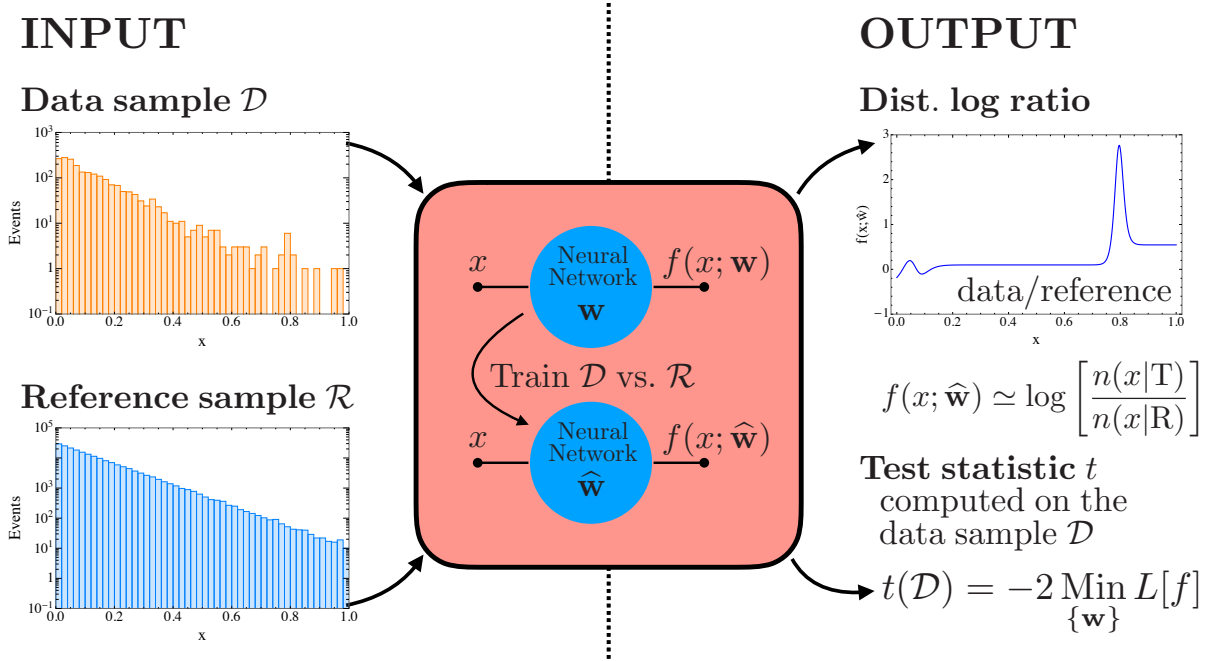 INPUT
Data sample 𝒟
10³
10²
10¹
1
10⁻¹
Events
0.0 0.2 0.4 0.6 0.8 1.0
x
Reference sample ℛ
10⁵
10³
10¹
1
10⁻¹
Events
0.0 0.2 0.4 0.6 0.8 1.0
x
x
Neural
Network
w
f(x; w)
Train 𝒟 vs. ℛ
x
Neural
Network
ŵ
f(x; ŵ)
OUTPUT
Dist. log ratio
3
2
1
0
−1
f(x;ŵ)
data/reference
0.0 0.2 0.4 0.6 0.8 1.0
x
f(x; ŵ) ≃ log [n(x|T) / n(x|R)]
Test statistic t
computed on the
data sample 𝒟
t(𝒟) = −2 Min L[f]
{w}